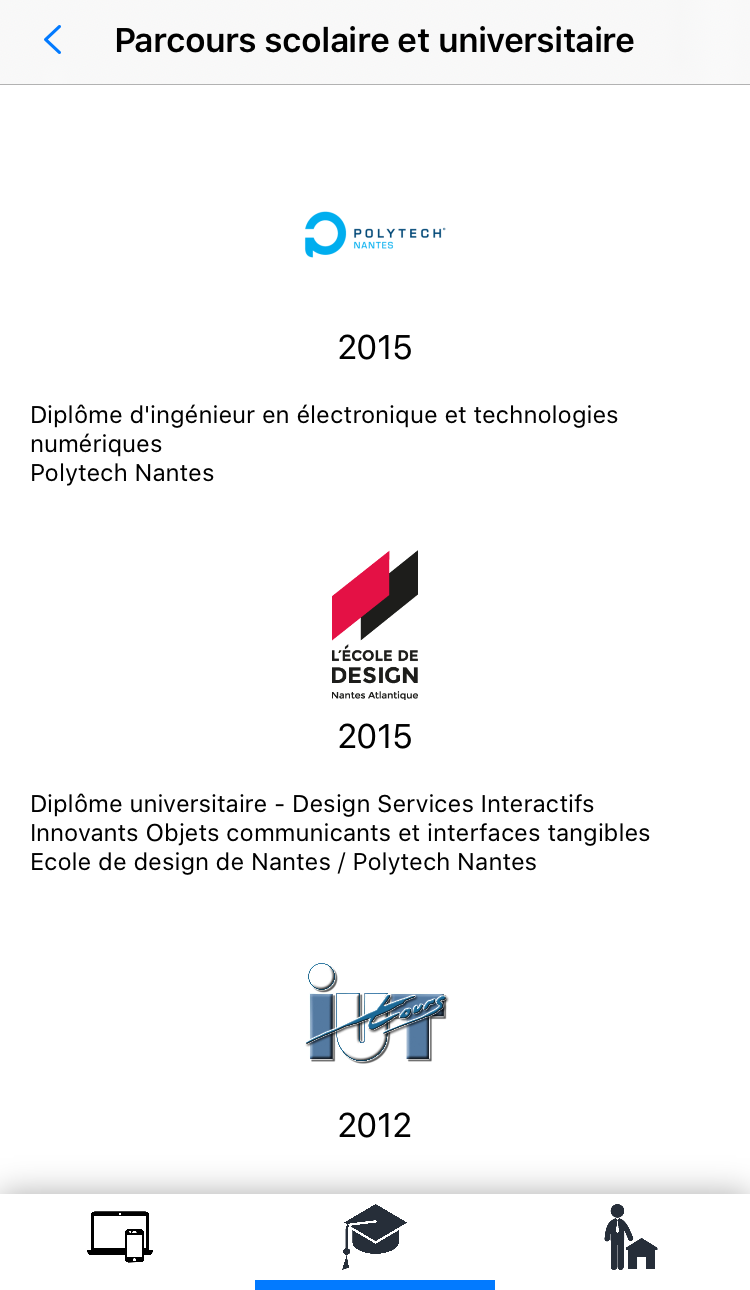 Parcours scolaire et universitaire
POLYTECH
NANTES
2015
Diplôme d'ingénieur en électronique et technologies
numériques
Polytech Nantes
L'ÉCOLE DE
DESIGN
Nantes Atlantique
2015
Diplôme universitaire - Design Services Interactifs
Innovants Objets communicants et interfaces tangibles
Ecole de design de Nantes / Polytech Nantes
iUT
tours
2012